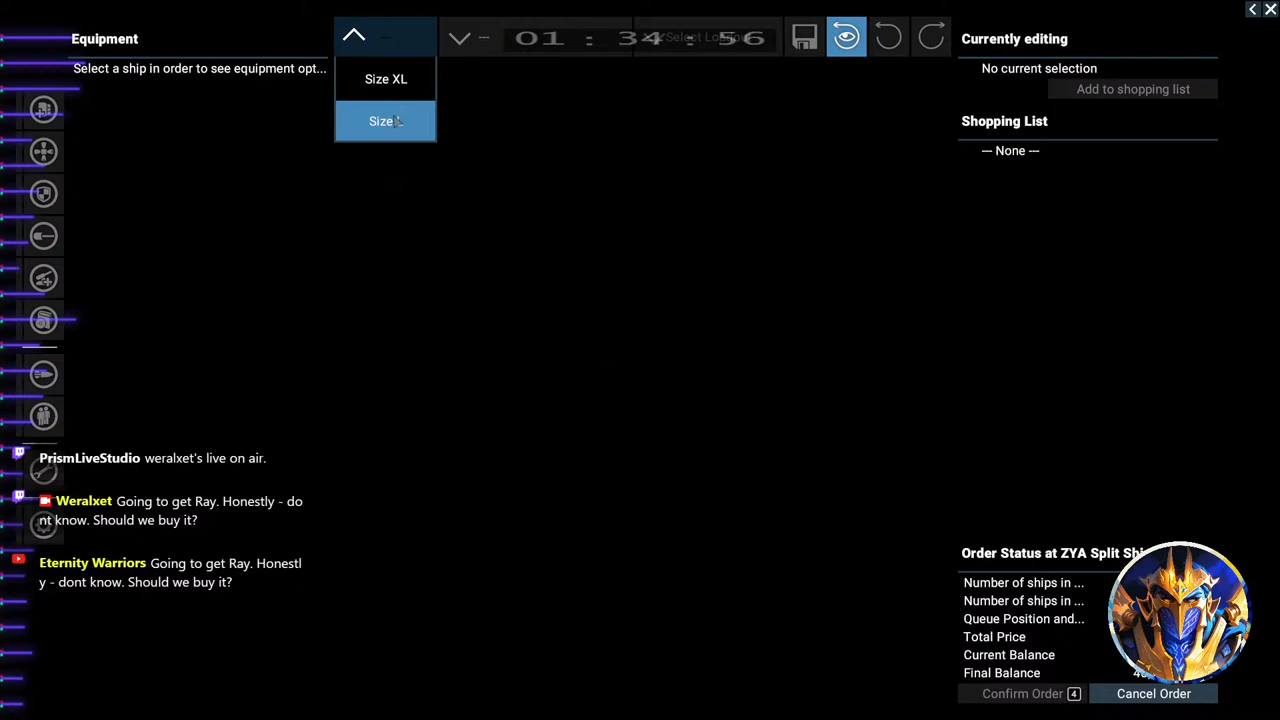 Equipment
Select a ship in order to see equipment opt...
Size XL
Size
--
01 : 34 : 56
Select
Currently editing
No current selection
Add to shopping list
Shopping List
--- None ---
PrismLiveStudio weralxet's live on air.
Weralxet Going to get Ray. Honestly - do
nt know. Should we buy it?
Eternity Warriors Going to get Ray. Honestl
y - dont know. Should we buy it?
Order Status at ZYA Split
Number of ships in ...
Number of ships in ...
Queue Position and...
Total Price
Current Balance
Final Balance
Confirm Order 4
Cancel Order